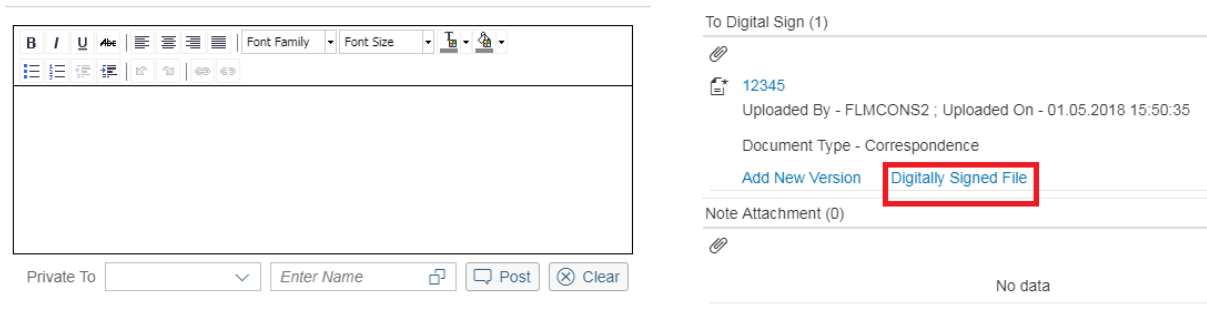 B I U Abc Font Family Font Size T
Private To Enter Name Post Clear
To Digital Sign (1)
12345
Uploaded By - FLMCONS2 ; Uploaded On - 01.05.2018 15:50:35
Document Type - Correspondence
Add New Version Digitally Signed File
Note Attachment (0)
No data